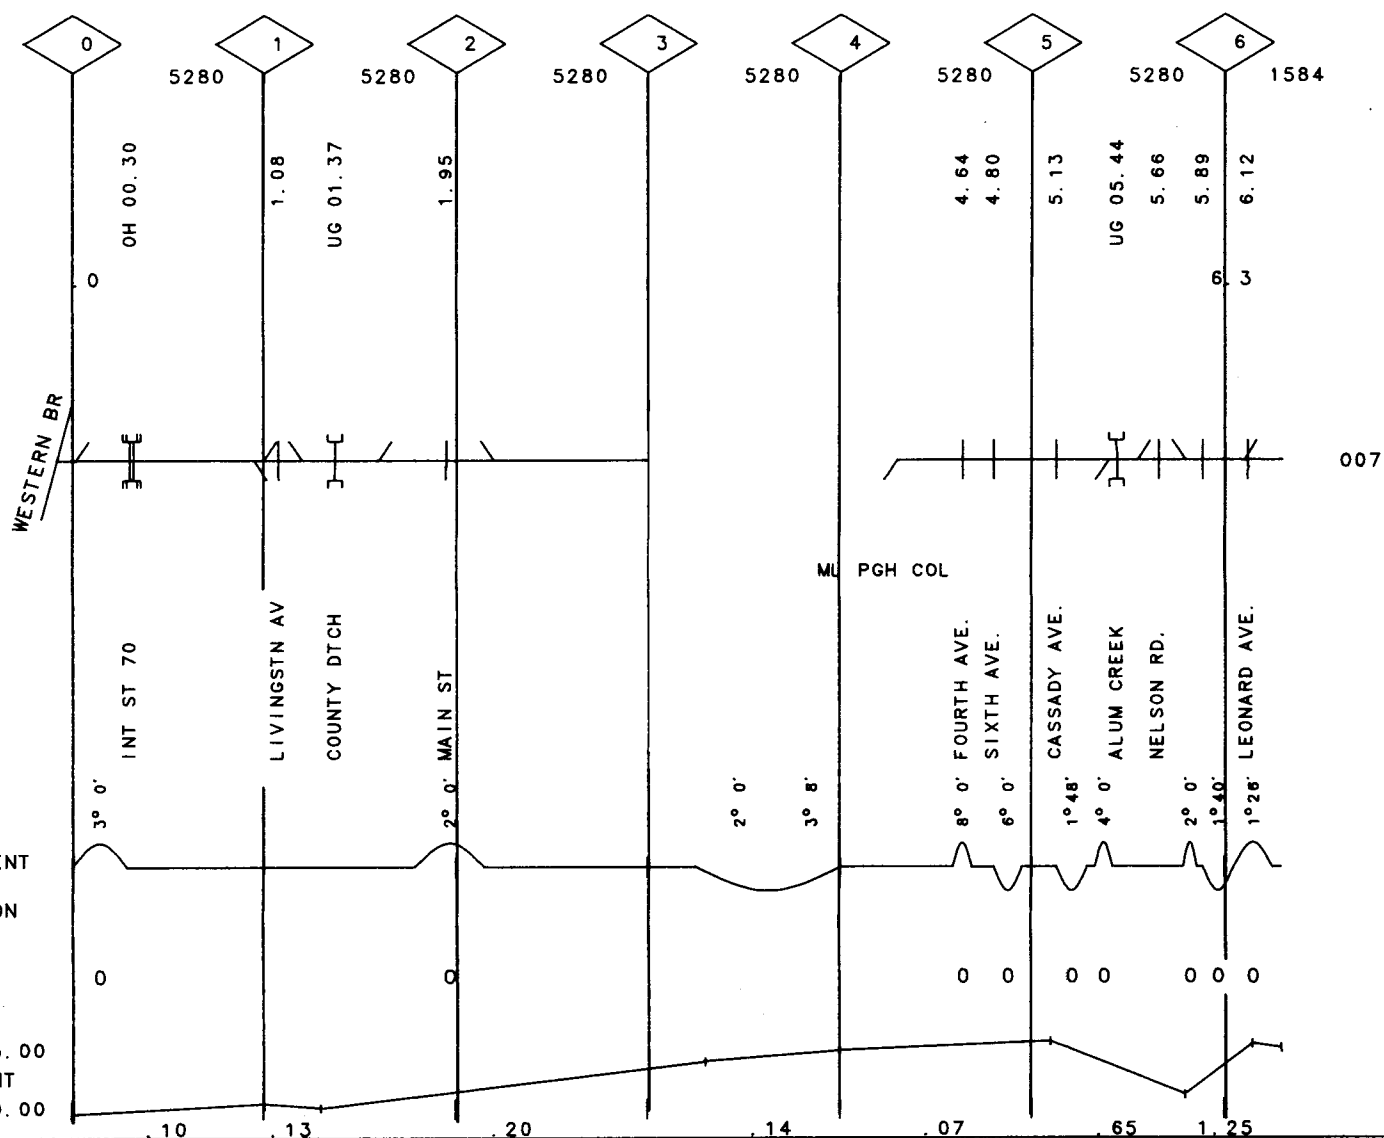 0 1 2 3 4 5 6
5280 5280 5280 5280 5280 5280 1584
OH 00.30
1.08
UG 01.37
1.95
4.64
4.80
5.13
UG 05.44
5.66
5.89
6.12
0
6.3
WESTERN BR
007
ML PGH COL
INT ST 70
LIVINGSTN AV
COUNTY DTCH
MAIN ST
FOURTH AVE.
SIXTH AVE.
CASSADY AVE.
ALUM CREEK
NELSON RD.
LEONARD AVE.
3° 0'
2° 0'
2° 0'
3° 8'
8° 0'
6° 0'
1°48'
4° 0'
2° 0'
1°40'
1°26'
ENT
ON
0 0 0 0 0 0 0 0 0
.00
NT
.00
.10 .13 .20 .14 .07 .65 1.25